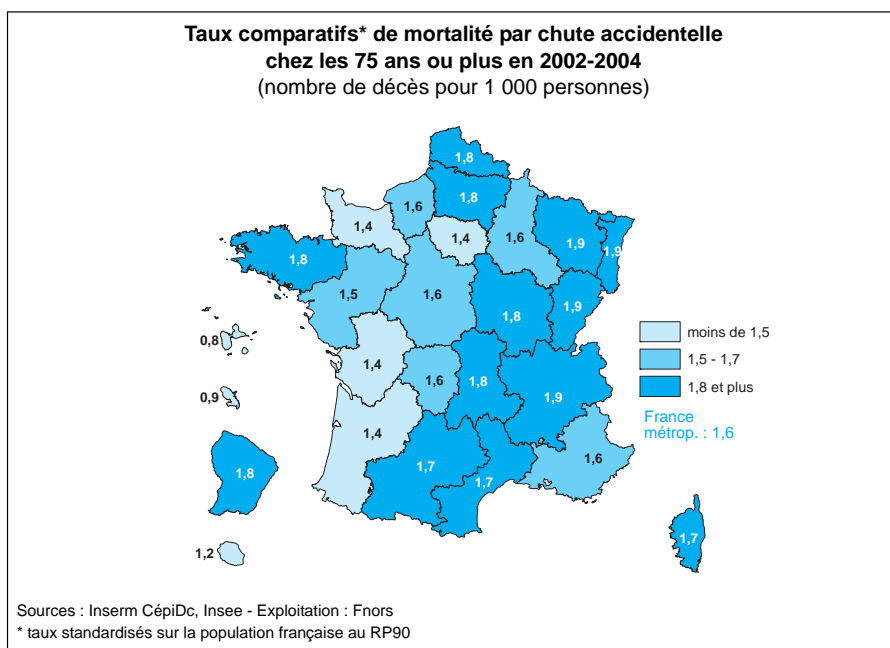 Taux comparatifs* de mortalité par chute accidentelle
chez les 75 ans ou plus en 2002-2004
(nombre de décès pour 1 000 personnes)
1,8
1,8
1,6
1,4
1,4
1,6
1,9
1,9
1,8
1,5
1,6
1,8
1,9
0,8
1,4
1,6
1,8
1,9
0,9
1,4
1,7
1,7
1,6
1,8
1,2
1,7
moins de 1,5
1,5 - 1,7
1,8 et plus
France
métrop. : 1,6
Sources : Inserm CépiDc, Insee - Exploitation : Fnors
* taux standardisés sur la population française au RP90